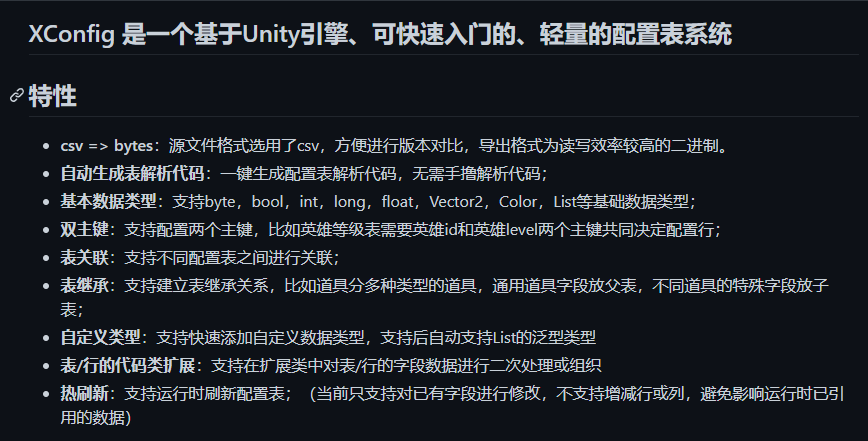 XConfig 是一个基于Unity引擎、可快速入门的、轻量的配置表系统
特性
csv => bytes：源文件格式选用了csv，方便进行版本对比，导出格式为读写效率较高的二进制。
自动生成表解析代码：一键生成配置表解析代码，无需手撸解析代码；
基本数据类型：支持byte，bool，int，long，float，Vector2，Color，List等基础数据类型；
双主键：支持配置两个主键，比如英雄等级表需要英雄id和英雄level两个主键共同决定配置行；
表关联：支持不同配置表之间进行关联；
表继承：支持建立表继承关系，比如道具分多种类型的道具，通用道具字段放父表，不同道具的特殊字段放子
表；
自定义类型：支持快速添加自定义数据类型，支持后自动支持List的泛型类型
表/行的代码类扩展：支持在扩展类中对表/行的字段数据进行二次处理或组织
热刷新：支持运行时刷新配置表；（当前只支持对已有字段进行修改，不支持增减行或列，避免影响运行时已引
用的数据）